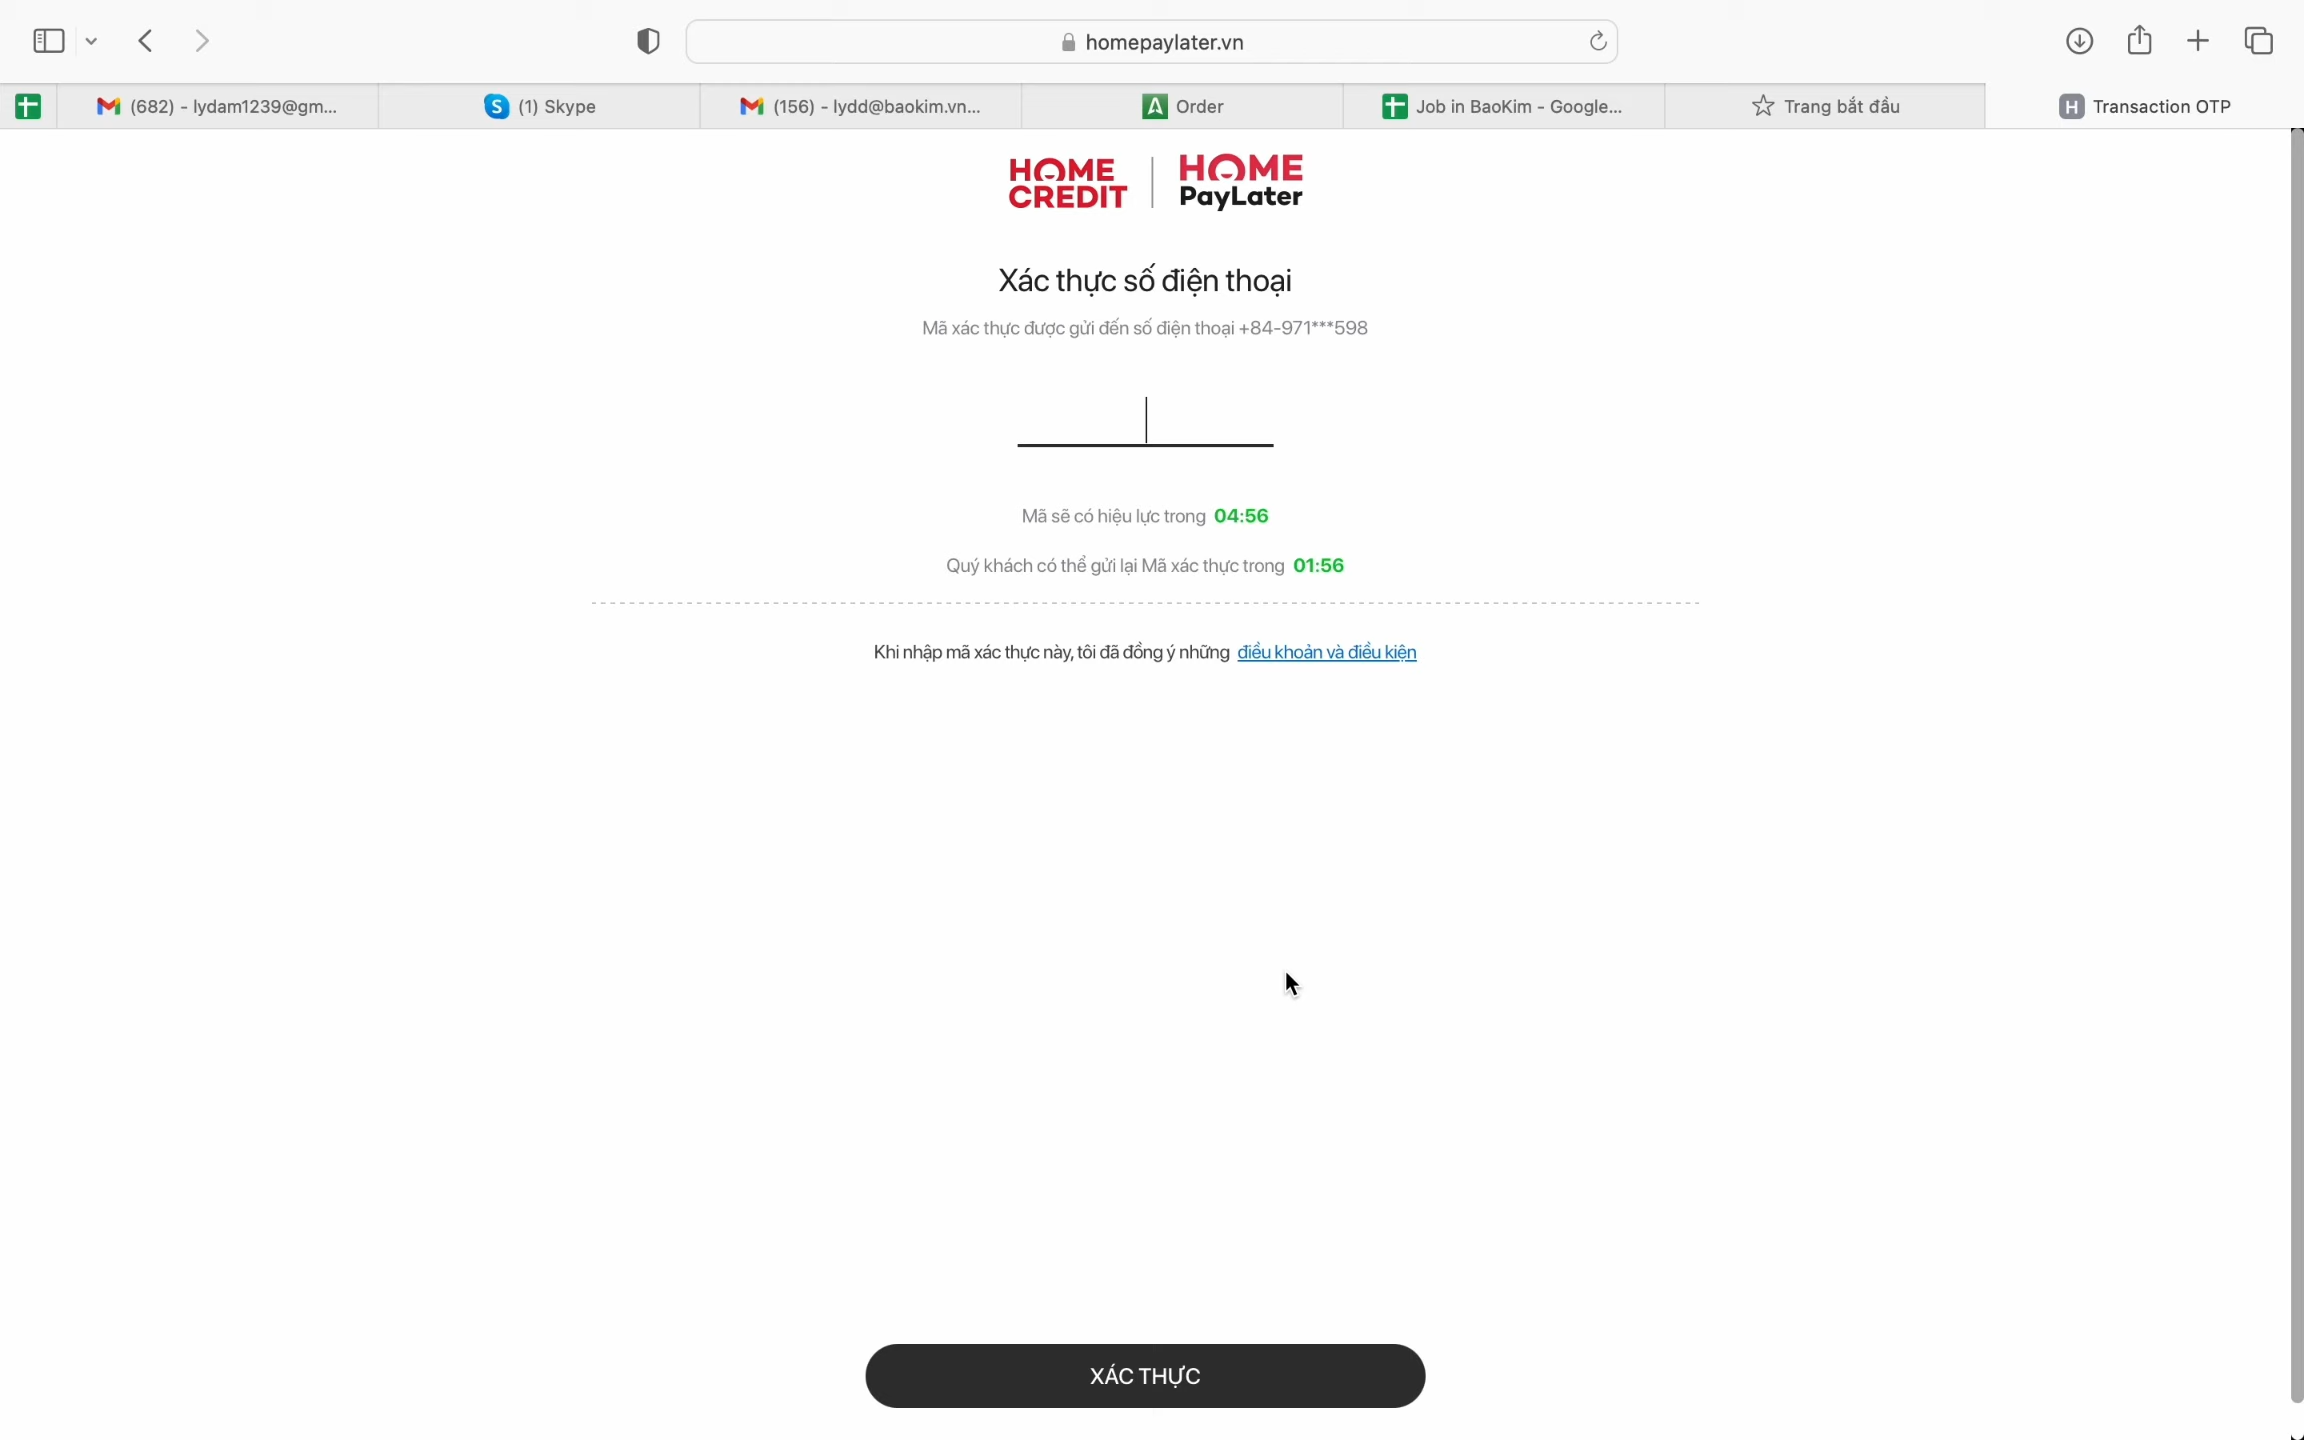 homepaylater.vn
(682) - lydam1239@gm...
(1) Skype
(156) - lydd@baokim.vn...
Order
Job in BaoKim - Google...
Trang bắt đầu
H Transaction OTP
HOME CREDIT
HOME PayLater
Xác thực số điện thoại
Mã xác thực được gửi đến số điện thoại +84-971***598
Mã sẽ có hiệu lực trong 04:56
Quý khách có thể gửi lại Mã xác thực trong 01:56
Khi nhập mã xác thực này, tôi đã đồng ý những điều khoản và điều kiện
XÁC THỰC